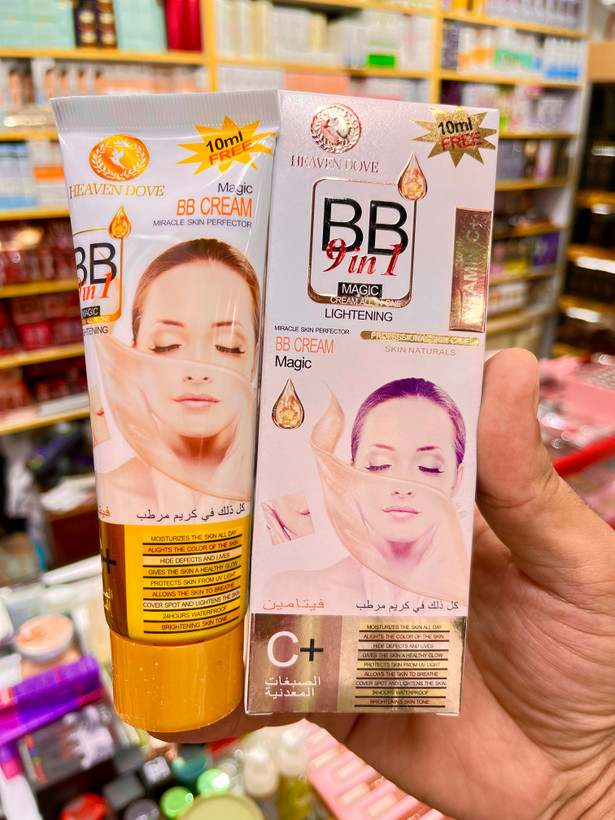 10ml
FREE
HEAVEN DOVE
Magic
BB CREAM
MIRACLE SKIN PERFECTOR
BB
9 in 1
MAGIC
LIGHTENING
كل ذلك في كريم مرطب
MOISTURIZES THE SKIN ALL DAY
ALIGHTS THE COLOR OF THE SKIN
HIDE DEFECTS AND LIVES
GIVES THE SKIN A HEALTHY GLOW
PROTECTS SKIN FROM UV LIGHT
ALLOWS THE SKIN TO BREATHE
COVER SPOT AND LIGHTENS THE SKIN
24HOURS WATERPROOF
BRIGHTENING SKIN TONE
HEAVEN DOVE
10ml
FREE
BB
9 in 1
MAGIC
CREAM ALL IN ONE
LIGHTENING
VITAMING C+
MIRACLE SKIN PERFECTOR
BB CREAM
Magic
PROFESSIONAL SKIN CARE
SKIN NATURALS
فيتامين
كل ذلك في كريم مرطب
C+
الصبغات
المعدنية
MOISTURIZES THE SKIN ALL DAY
ALIGHTS THE COLOR OF THE SKIN
HIDE DEFECTS AND LIVES
GIVES THE SKIN A HEALTHY GLOW
PROTECTS SKIN FROM UV LIGHT
ALLOWS THE SKIN TO BREATHE
COVER SPOT AND LIGHTENS THE SKIN
24HOURS WATERPROOF
BRIGHTENING SKIN TONE